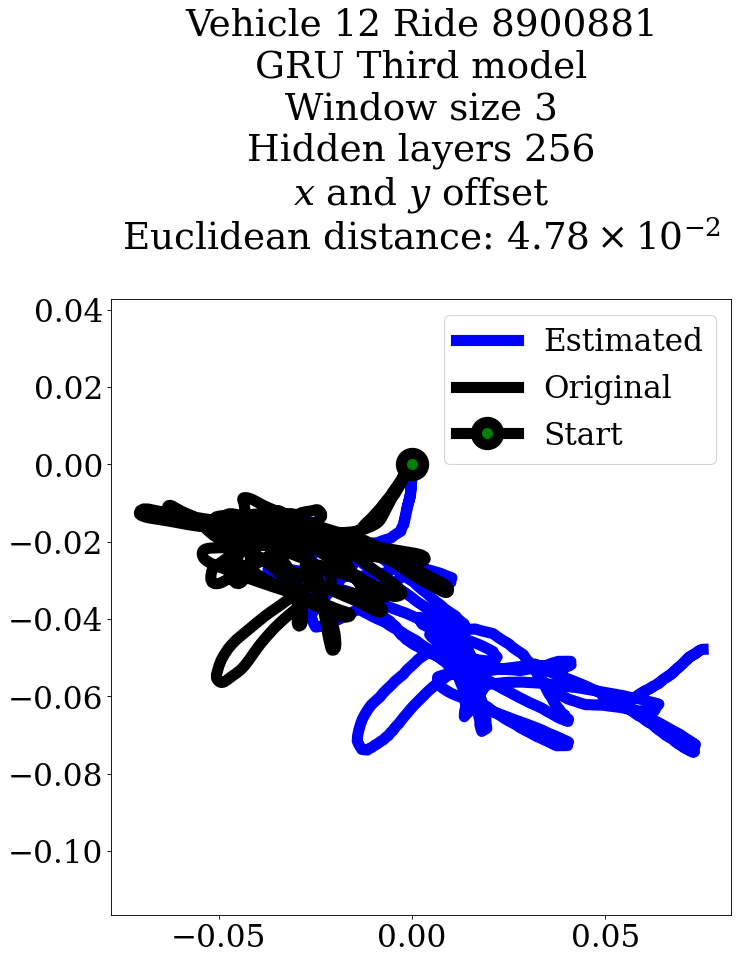 Vehicle 12 Ride 8900881
GRU Third model
Window size 3
Hidden layers 256
x and y offset
Euclidean distance: 4.78 × 10⁻²
Estimated
Original
Start
0.04
0.02
0.00
−0.02
−0.04
−0.06
−0.08
−0.10
−0.05 0.00 0.05